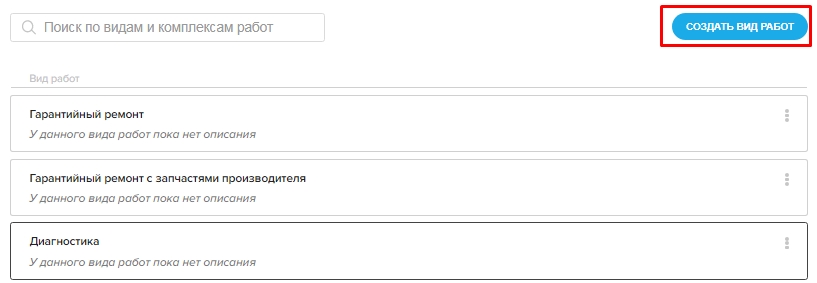 Поиск по видам и комплексам работ
СОЗДАТЬ ВИД РАБОТ
Вид работ
Гарантийный ремонт
У данного вида работ пока нет описания
Гарантийный ремонт с запчастями производителя
У данного вида работ пока нет описания
Диагностика
У данного вида работ пока нет описания